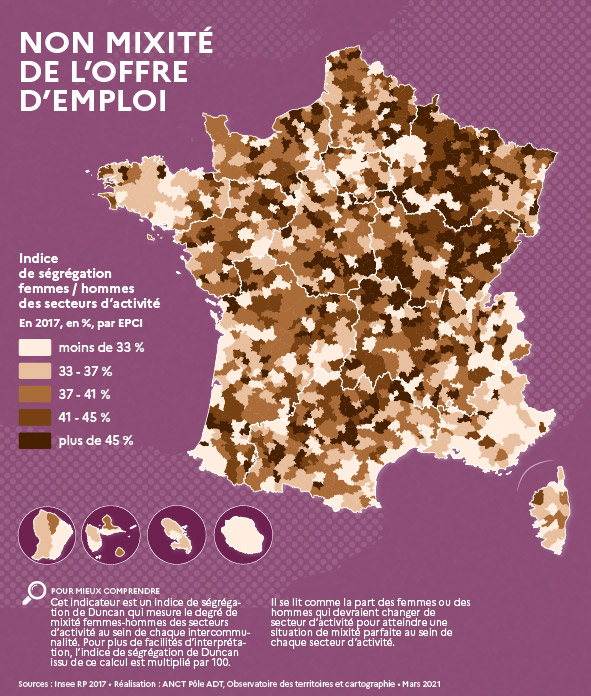 NON MIXITÉ
DE L'OFFRE
D'EMPLOI
Indice
de ségrégation
femmes / hommes
des secteurs d'activité
En 2017, en %, par EPCI
moins de 33 %
33 - 37 %
37 - 41 %
41 - 45 %
plus de 45 %
POUR MIEUX COMPRENDRE
Cet indicateur est un indice de ségréga-
tion de Duncan qui mesure le degré de
mixité femmes-hommes des secteurs
d'activité au sein de chaque intercommu-
nalité. Pour plus de facilités d'interpréta-
tion, l'indice de ségrégation de Duncan
issu de ce calcul est multiplié par 100.
Il se lit comme la part des femmes ou des
hommes qui devraient changer de
secteur d'activité pour atteindre une
situation de mixité parfaite au sein de
chaque secteur d'activité.
Sources : Insee RP 2017 • Réalisation : ANCT Pôle ADT, Observatoire des territoires et cartographie • Mars 2021